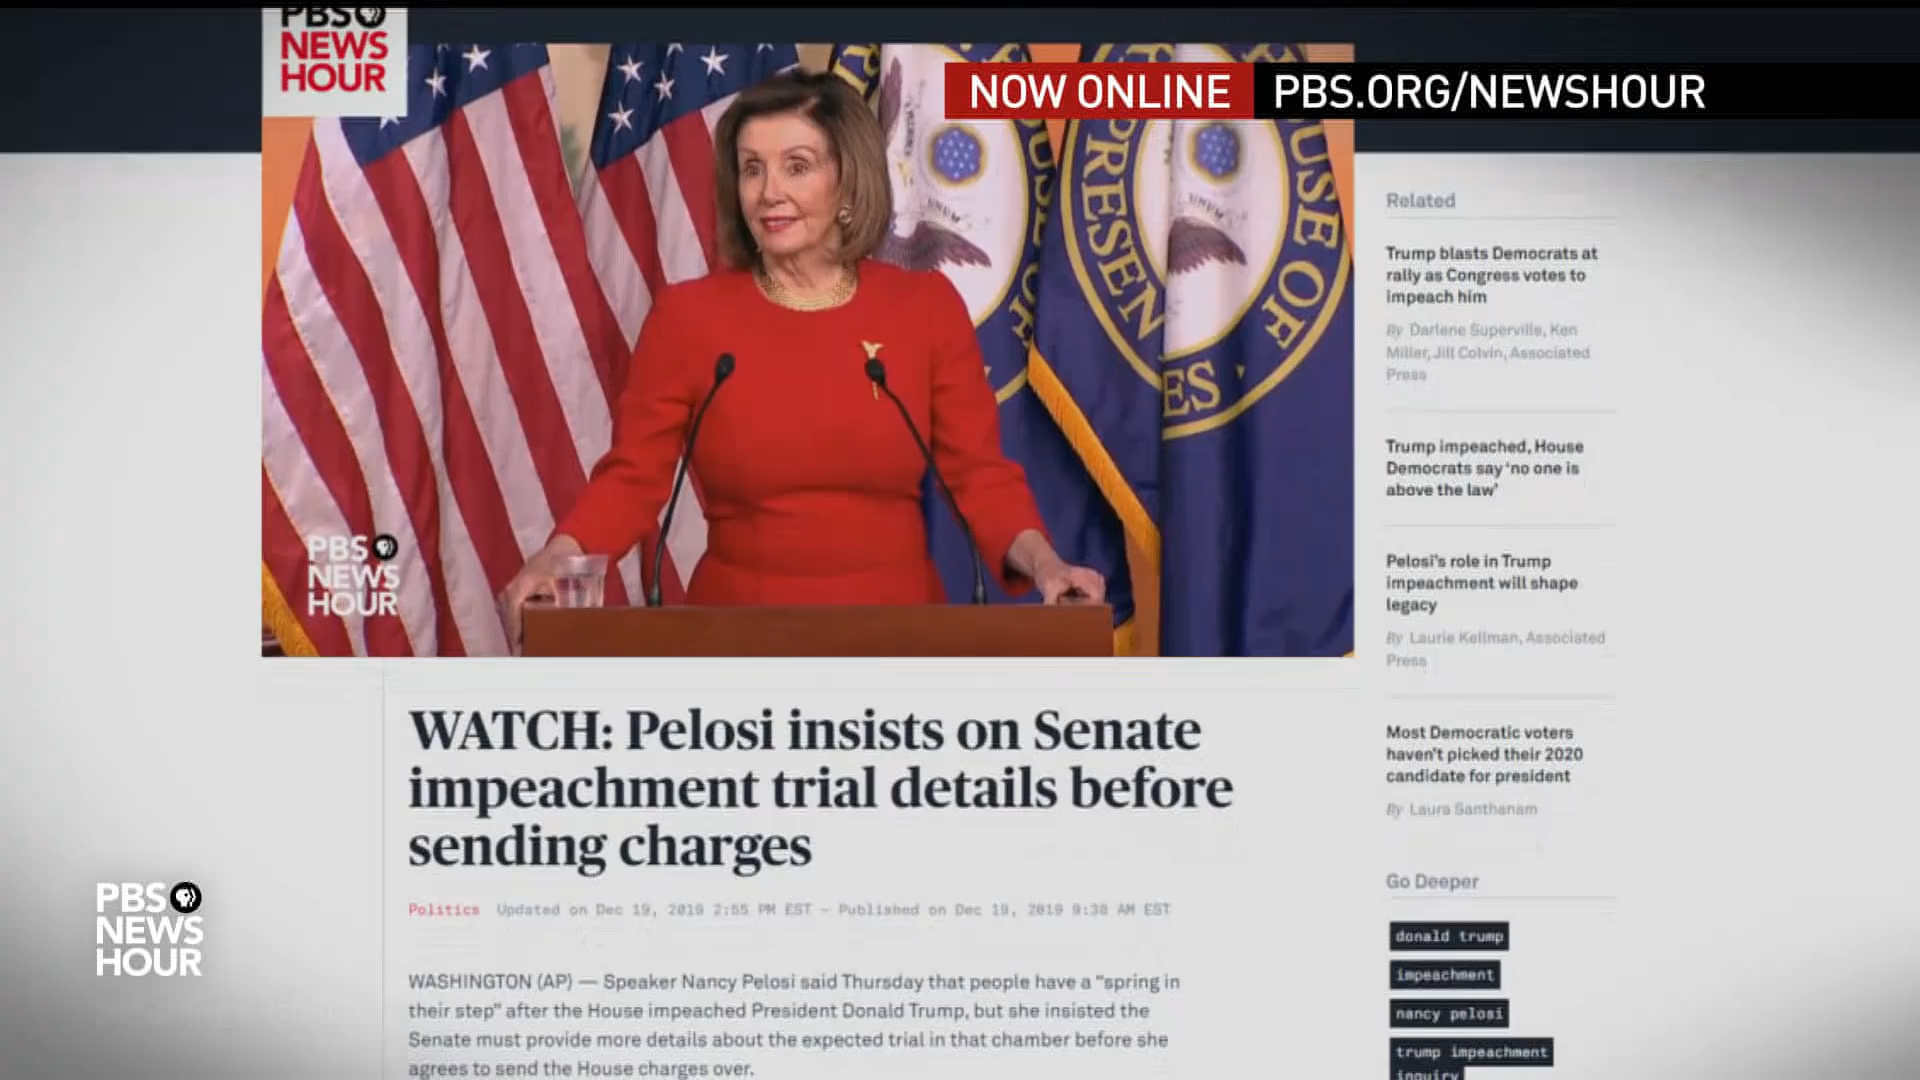 PBS
NEWS
HOUR
NOW ONLINE
PBS.ORG/NEWSHOUR
PRESEN
ES
USE OF
PBS
NEWS
HOUR
WATCH: Pelosi insists on Senate
impeachment trial details before
sending charges
Politics Updated on Dec 19, 2019 2:55 PM EST — Published on Dec 19, 2019 9:30 AM EST
WASHINGTON (AP) — Speaker Nancy Pelosi said Thursday that people have a "spring in
their step" after the House impeached President Donald Trump, but she insisted the
Senate must provide more details about the expected trial in that chamber before she
agrees to send the House charges over.
Related
Trump blasts Democrats at
rally as Congress votes to
impeach him
By Darlene Superville, Ken
Miller, Jill Colvin, Associated
Press
Trump impeached, House
Democrats say 'no one is
above the law'
Pelosi's role in Trump
impeachment will shape
legacy
By Laurie Kellman, Associated
Press
Most Democratic voters
haven't picked their 2020
candidate for president
By Laura Santhanam
Go Deeper
donald trump
impeachment
nancy pelosi
trump impeachment
inquiry
PBS
NEWS
HOUR